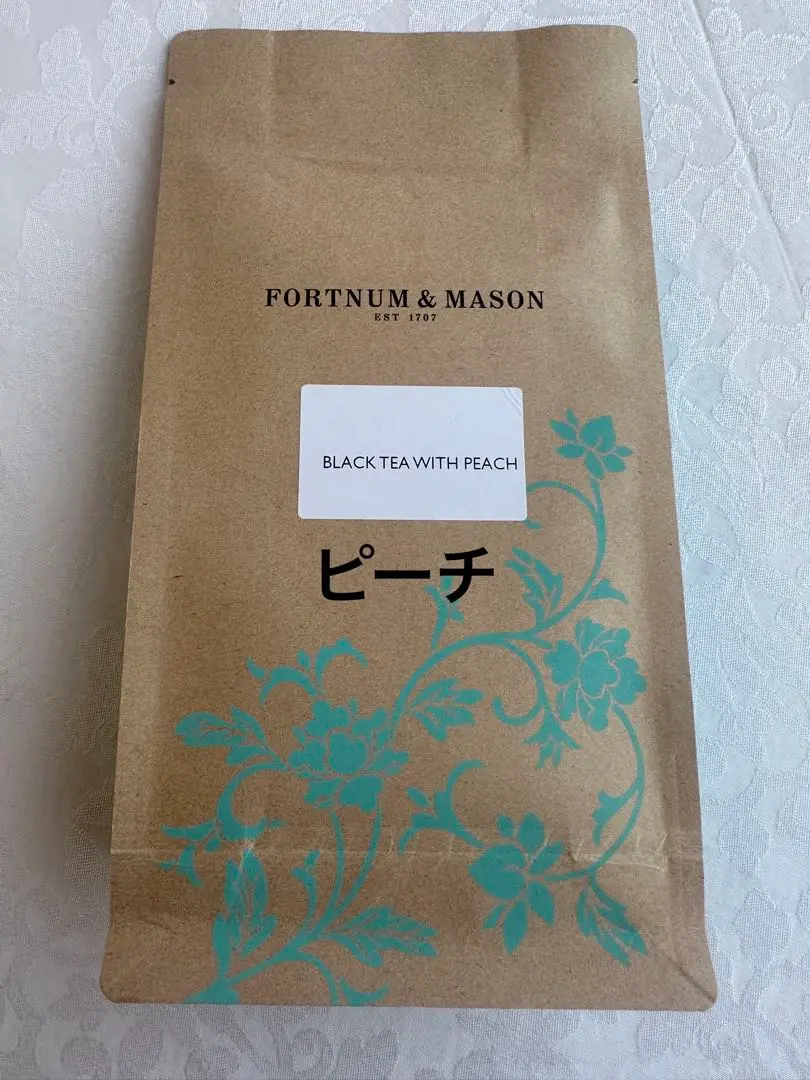 FORTNUM & MASON
EST 1707
BLACK TEA WITH PEACH
ピーチ